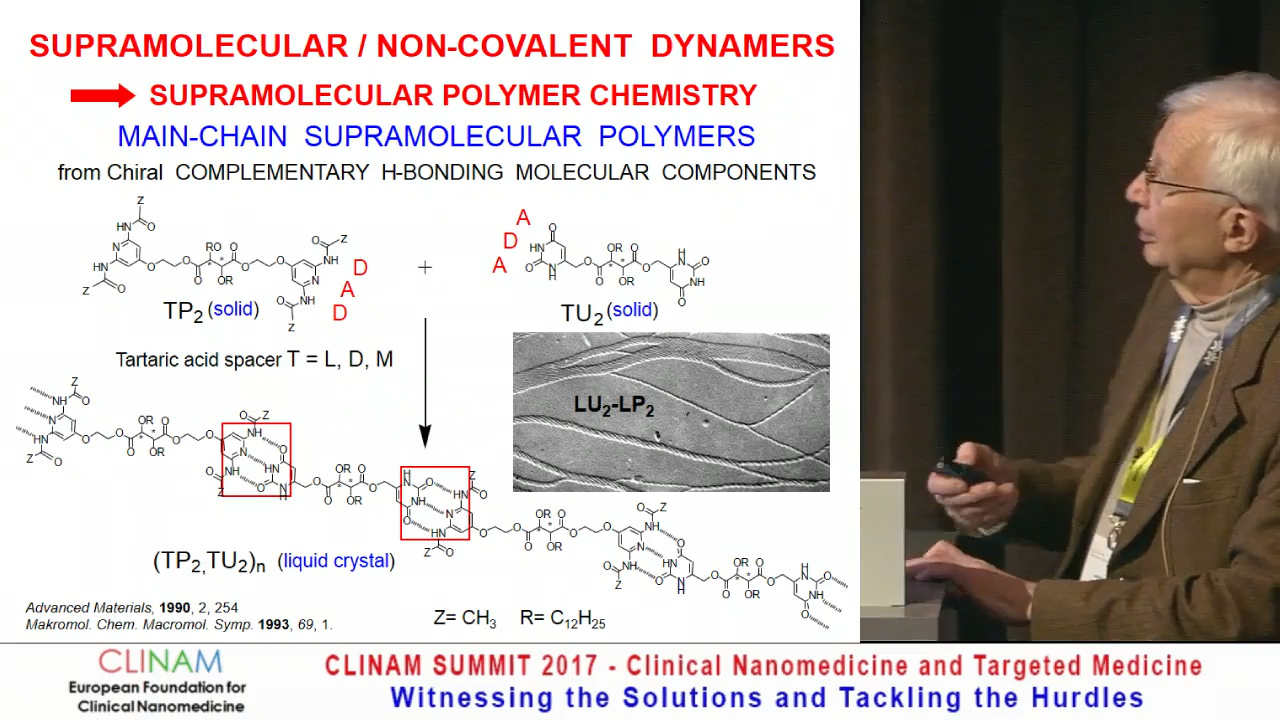 SUPRAMOLECULAR / NON-COVALENT DYNAMERS
SUPRAMOLECULAR POLYMER CHEMISTRY
MAIN-CHAIN SUPRAMOLECULAR POLYMERS
from Chiral COMPLEMENTARY H-BONDING MOLECULAR COMPONENTS
D
A
D
+
A
D
A
TP2 (solid)
TU2 (solid)
Tartaric acid spacer T = L, D, M
LU2-LP2
(TP2,TU2)n (liquid crystal)
Z= CH3 R= C12H25
Advanced Materials, 1990, 2, 254
Makromol. Chem. Macromol. Symp. 1993, 69, 1.
CLINAM
European Foundation for
Clinical Nanomedicine
CLINAM SUMMIT 2017 - Clinical Nanomedicine and Targeted Medicine
Witnessing the Solutions and Tackling the Hurdles